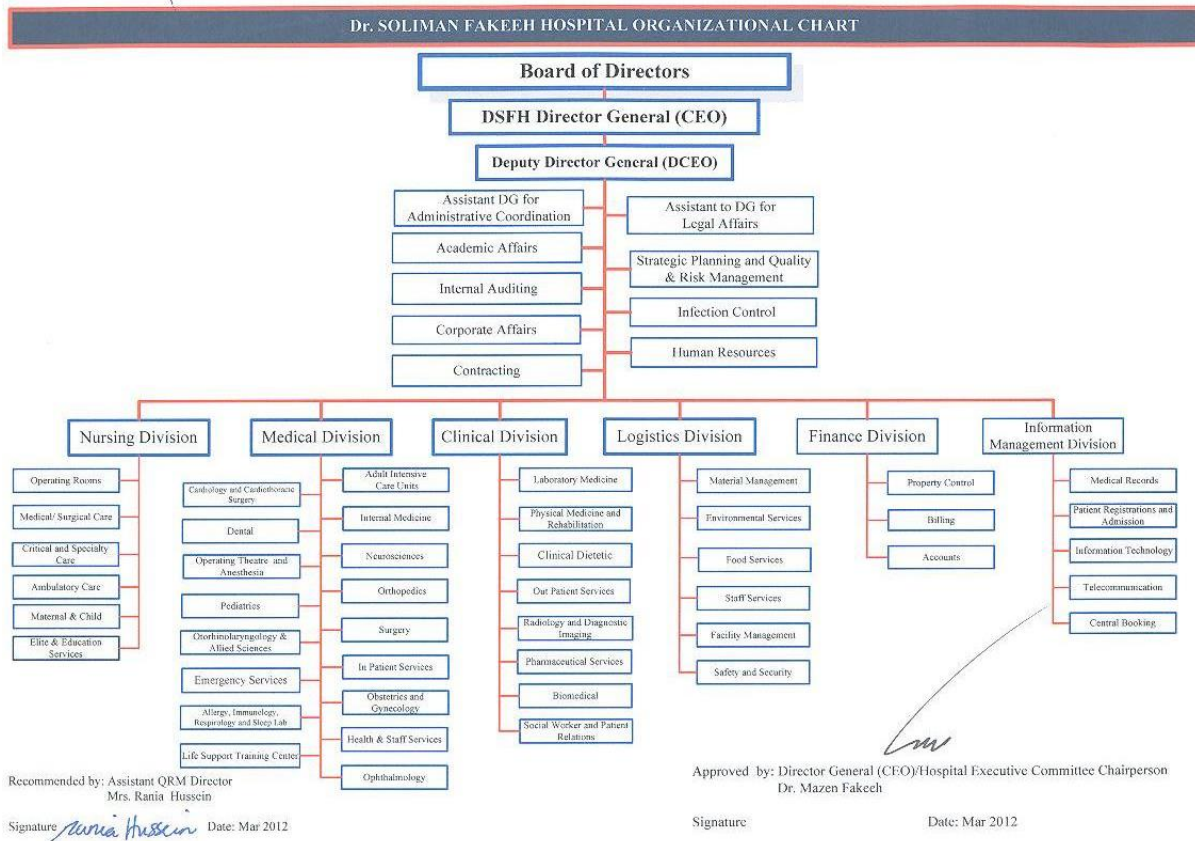 Dr. SOLIMAN FAKEEH HOSPITAL ORGANIZATIONAL CHART
Board of Directors
DSFH Director General (CEO)
Deputy Director General (DCEO)
Assistant DG for
Administrative Coordination
Assistant to DG for
Legal Affairs
Academic Affairs
Strategic Planning and Quality
& Risk Management
Internal Auditing
Infection Control
Corporate Affairs
Human Resources
Contracting
Nursing Division
Operating Rooms
Medical/ Surgical Care
Critical and Specialty
Care
Ambulatory Care
Maternal & Child
Elite & Education
Services
Medical Division
Cardiology and Cardiothoracic
Surgery
Dental
Operating Theatre and
Anesthesia
Pediatrics
Otorhinolaryngology &
Allied Sciences
Emergency Services
Allergy, Immunology,
Respirology and Sleep Lab
Life Support Training Center
Adult Intensive
Care Units
Internal Medicine
Neurosciences
Orthopedics
Surgery
In Patient Services
Obstetrics and
Gynecology
Health & Staff Services
Ophthalmology
Clinical Division
Laboratory Medicine
Physical Medicine and
Rehabilitation
Clinical Dietetic
Out Patient Services
Radiology and Diagnostic
Imaging
Pharmaceutical Services
Biomedical
Social Worker and Patient
Relations
Logistics Division
Material Management
Environmental Services
Food Services
Staff Services
Facility Management
Safety and Security
Finance Division
Property Control
Billing
Accounts
Information
Management Division
Medical Records
Patient Registrations and
Admission
Information Technology
Telecommunication
Central Booking
Recommended by: Assistant QRM Director
Mrs. Rania Hussein
Signature Rania Hussein Date: Mar 2012
Approved by: Director General (CEO)/Hospital Executive Committee Chairperson
Dr. Mazen Fakeeh
Signature Date: Mar 2012